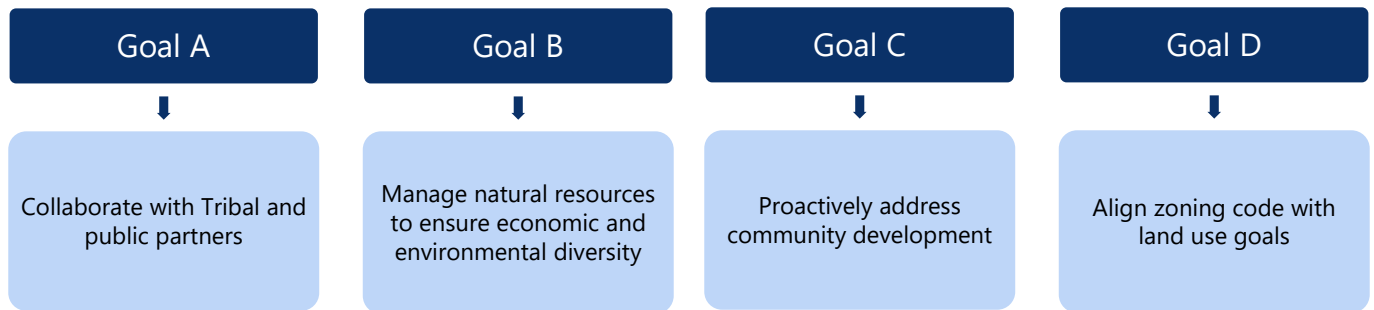 Goal A
Goal B
Goal C
Goal D
Collaborate with Tribal and
public partners
Manage natural resources
to ensure economic and
environmental diversity
Proactively address
community development
Align zoning code with
land use goals